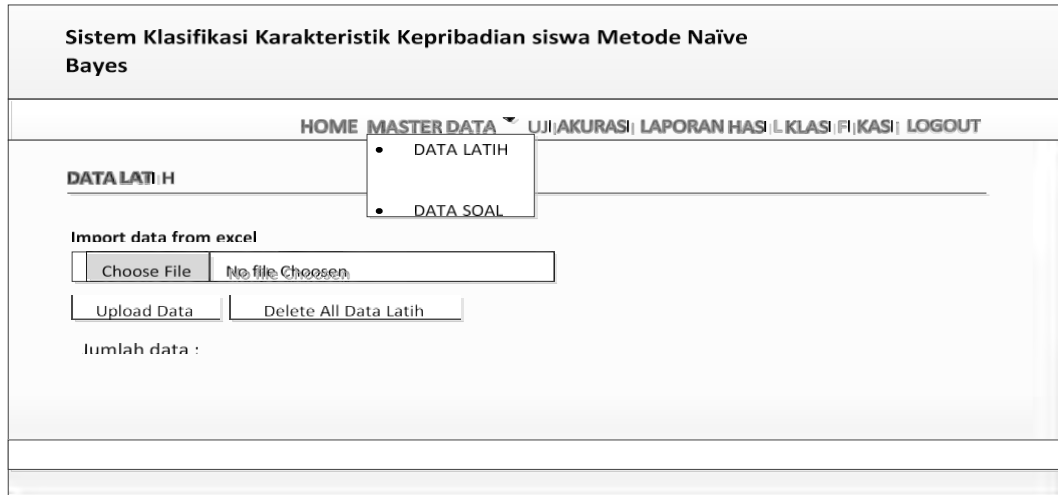 Sistem Klasifikasi Karakteristik Kepribadian siswa Metode Naïve
Bayes
HOME MASTER DATA UJI AKURASI LAPORAN HASIL KLASIFIKASI LOGOUT
• DATA LATIH
• DATA SOAL
DATA LATIH
Import data from excel
Choose File No file Choosen
Upload Data Delete All Data Latih
Jumlah data :